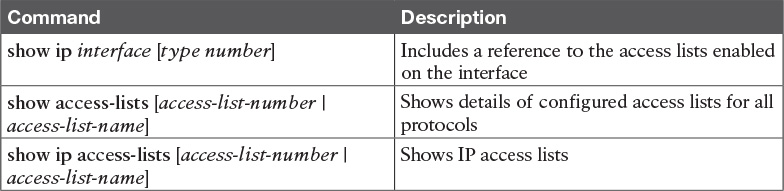 Command Description
show ip interface [type number] Includes a reference to the access lists enabled
on the interface
show access-lists [access-list-number | Shows details of configured access lists for all
access-list-name] protocols
show ip access-lists [access-list-number | Shows IP access lists
access-list-name]